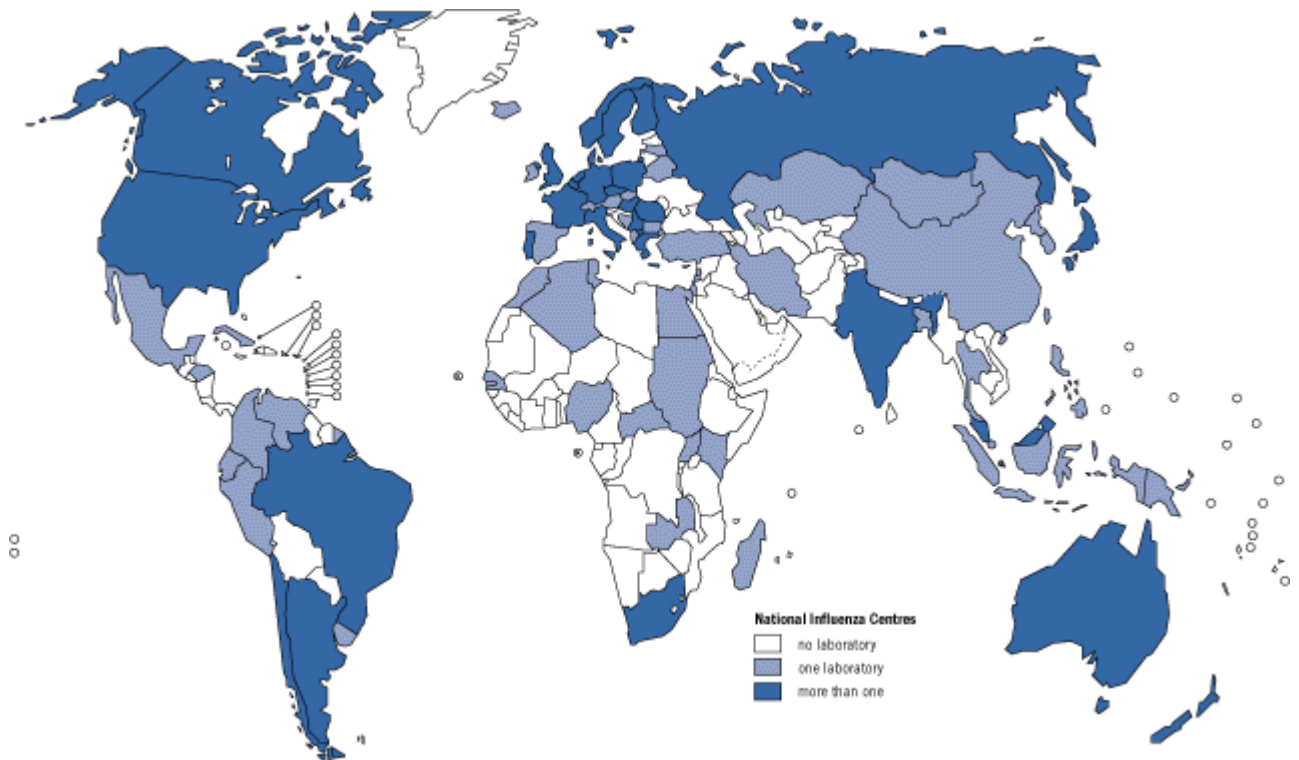 National Influenza Centres
no laboratory
one laboratory
more than one